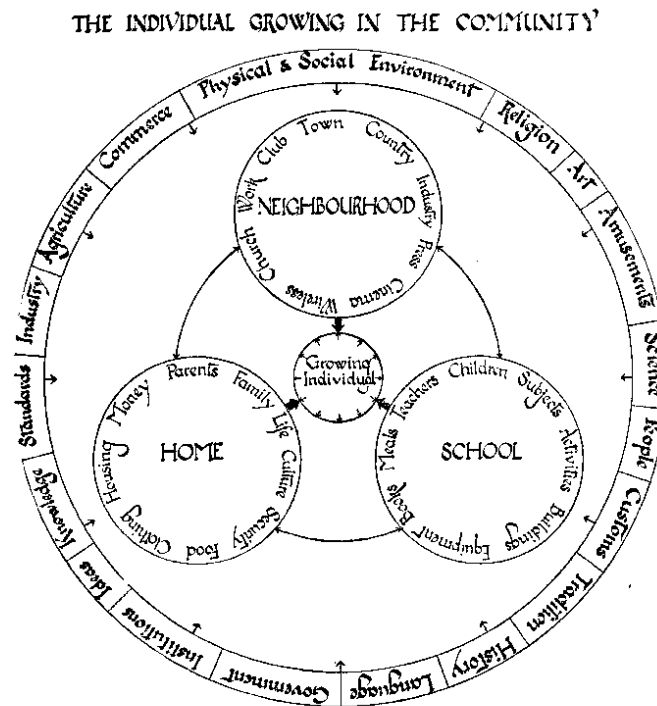 THE INDIVIDUAL GROWING IN THE COMMUNITY
Physical & Social Environment
Religion
Art
Amusements
Science
People
Customs
Tradition
History
Language
Government
Institutions
Ideas
Knowledge
Standards
Industry
Agriculture
Commerce
NEIGHBOURHOOD
Town
Country
Industry
Press
Cinema
Wireless
Church
Work
Club
Growing
Individual
HOME
Parents
Family
Life
Culture
Security
Food
Clothing
Housing
Money
SCHOOL
Teachers
Children
Subjects
Activities
Buildings
Equipment
Books
Meals